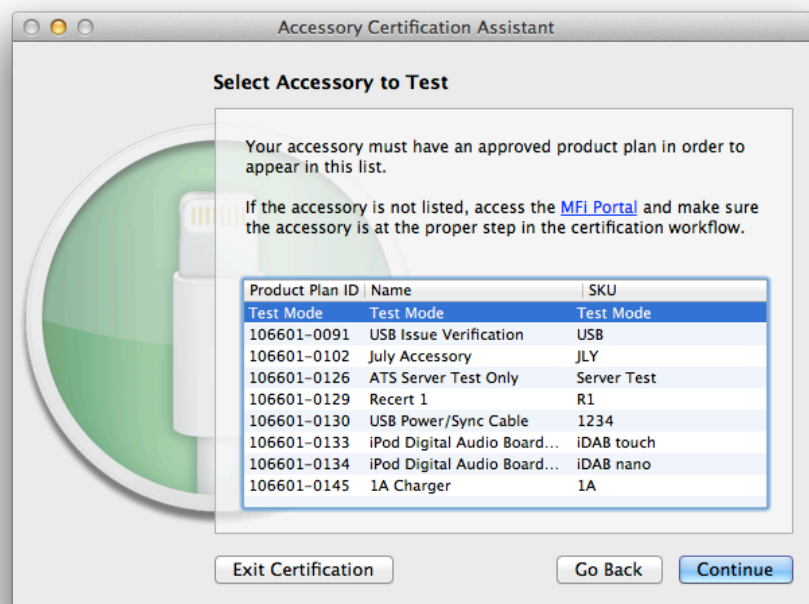 Accessory Certification Assistant
Select Accessory to Test
Your accessory must have an approved product plan in order to
appear in this list.
If the accessory is not listed, access the MFi Portal and make sure
the accessory is at the proper step in the certification workflow.
Product Plan ID Name SKU
Test Mode Test Mode Test Mode
106601-0091 USB Issue Verification USB
106601-0102 July Accessory JLY
106601-0126 ATS Server Test Only Server Test
106601-0129 Recert 1 R1
106601-0130 USB Power/Sync Cable 1234
106601-0133 iPod Digital Audio Board... iDAB touch
106601-0134 iPod Digital Audio Board... iDAB nano
106601-0145 1A Charger 1A
Exit Certification Go Back Continue